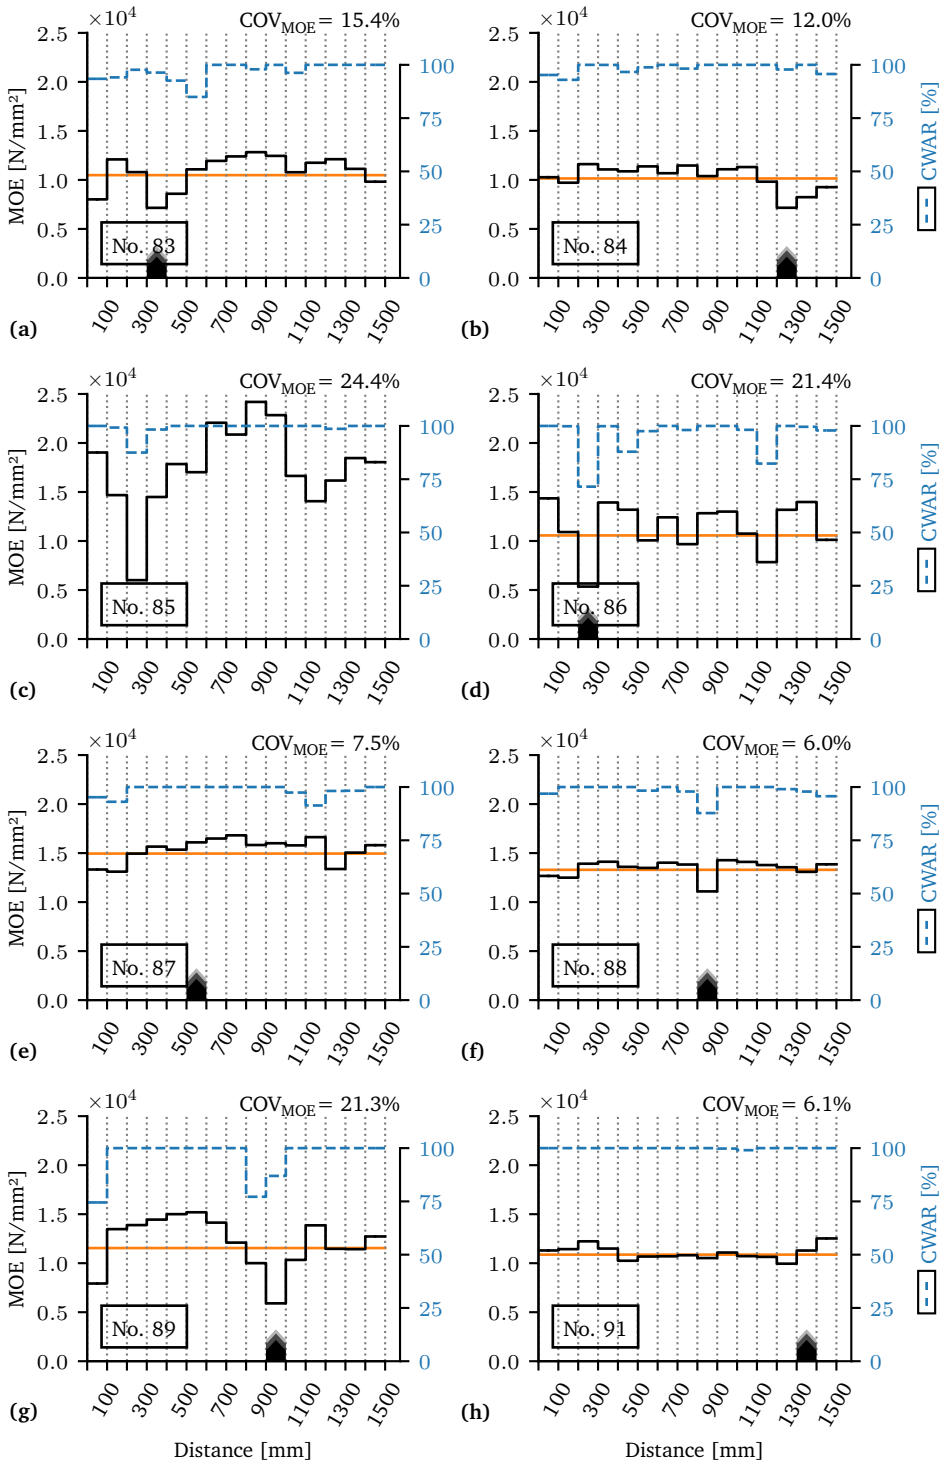 ×10⁴ COV_MOE = 15.4%
2.5
2.0
1.5
1.0
0.5
0.0
MOE [N/mm²]
100
75
50
25
0
No. 83
100 300 500 700 900 1100 1300 1500
(a)
×10⁴ COV_MOE = 12.0%
2.5
2.0
1.5
1.0
0.5
0.0
100
75
50
25
0
CWAR [%]
No. 84
100 300 500 700 900 1100 1300 1500
(b)
×10⁴ COV_MOE = 24.4%
2.5
2.0
1.5
1.0
0.5
0.0
MOE [N/mm²]
100
75
50
25
0
No. 85
100 300 500 700 900 1100 1300 1500
(c)
×10⁴ COV_MOE = 21.4%
2.5
2.0
1.5
1.0
0.5
0.0
100
75
50
25
0
CWAR [%]
No. 86
100 300 500 700 900 1100 1300 1500
(d)
×10⁴ COV_MOE = 7.5%
2.5
2.0
1.5
1.0
0.5
0.0
MOE [N/mm²]
100
75
50
25
0
No. 87
100 300 500 700 900 1100 1300 1500
(e)
×10⁴ COV_MOE = 6.0%
2.5
2.0
1.5
1.0
0.5
0.0
100
75
50
25
0
CWAR [%]
No. 88
100 300 500 700 900 1100 1300 1500
(f)
×10⁴ COV_MOE = 21.3%
2.5
2.0
1.5
1.0
0.5
0.0
MOE [N/mm²]
100
75
50
25
0
No. 89
100 300 500 700 900 1100 1300 1500
(g)
Distance [mm]
×10⁴ COV_MOE = 6.1%
2.5
2.0
1.5
1.0
0.5
0.0
100
75
50
25
0
CWAR [%]
No. 91
100 300 500 700 900 1100 1300 1500
(h)
Distance [mm]